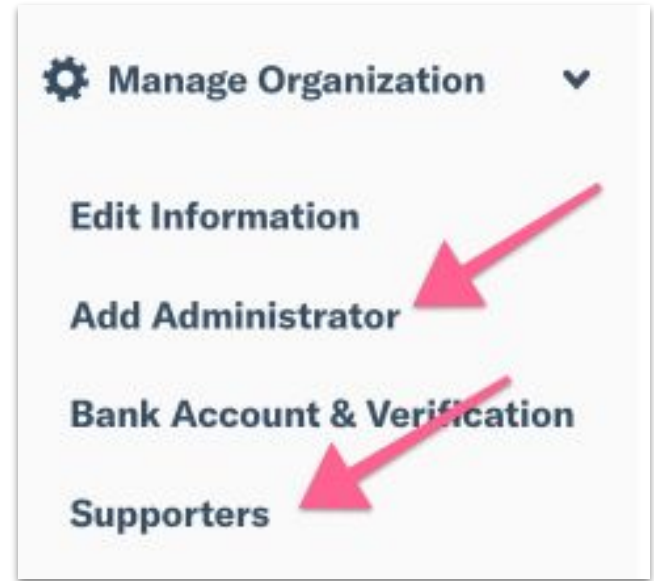 Manage Organization
Edit Information
Add Administrator
Bank Account & Verification
Supporters